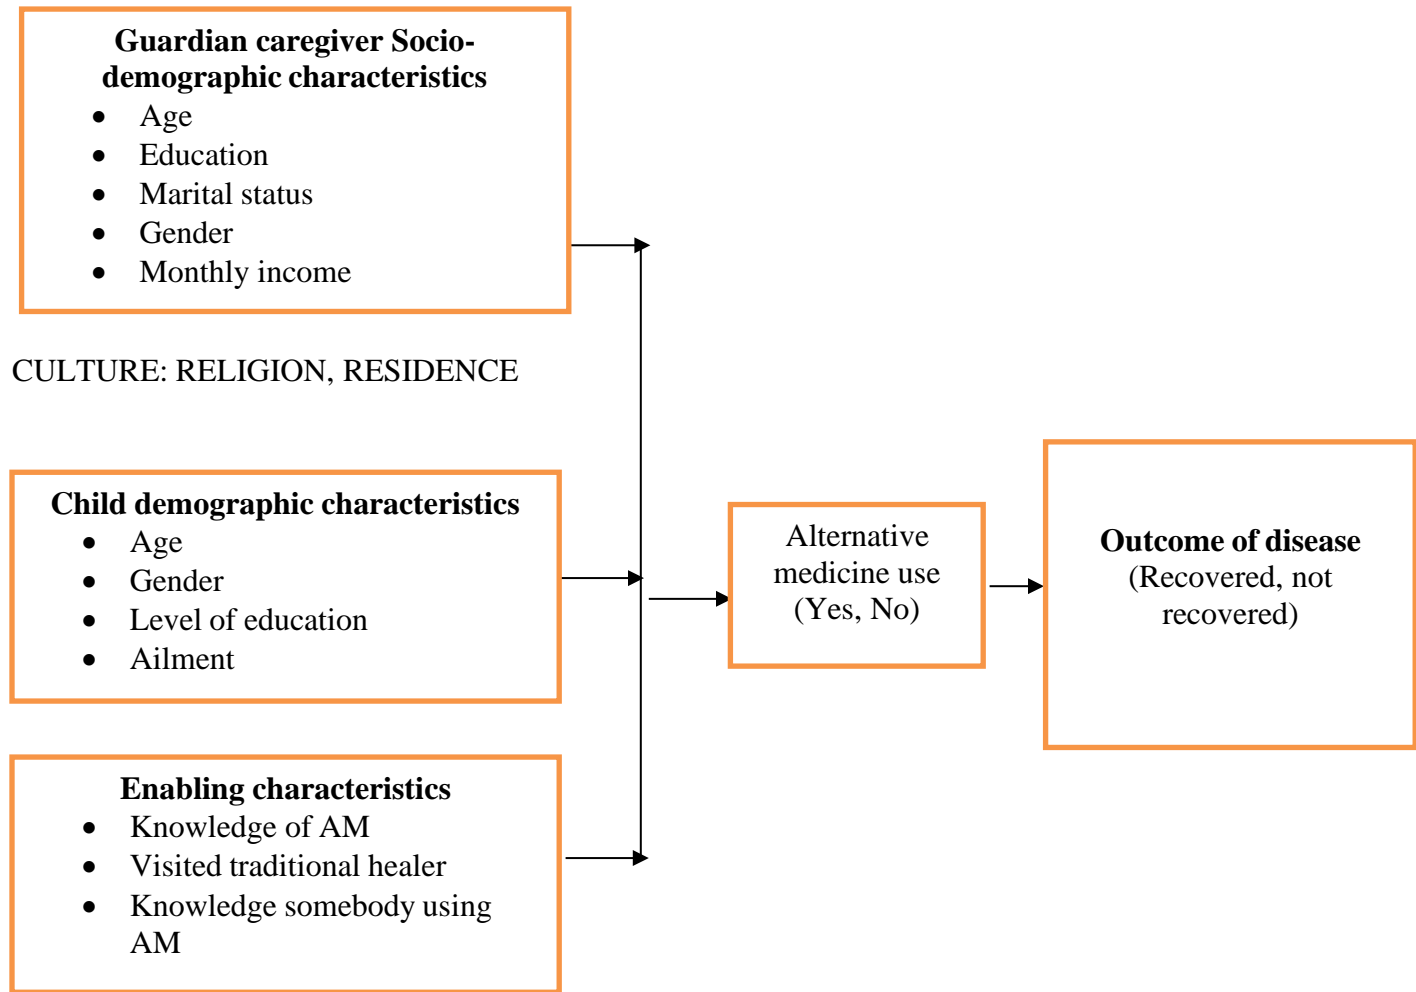 Guardian caregiver Socio-
demographic characteristics
• Age
• Education
• Marital status
• Gender
• Monthly income
CULTURE: RELIGION, RESIDENCE
Child demographic characteristics
• Age
• Gender
• Level of education
• Ailment
Enabling characteristics
• Knowledge of AM
• Visited traditional healer
• Knowledge somebody using
AM
Alternative
medicine use
(Yes, No)
Outcome of disease
(Recovered, not
recovered)